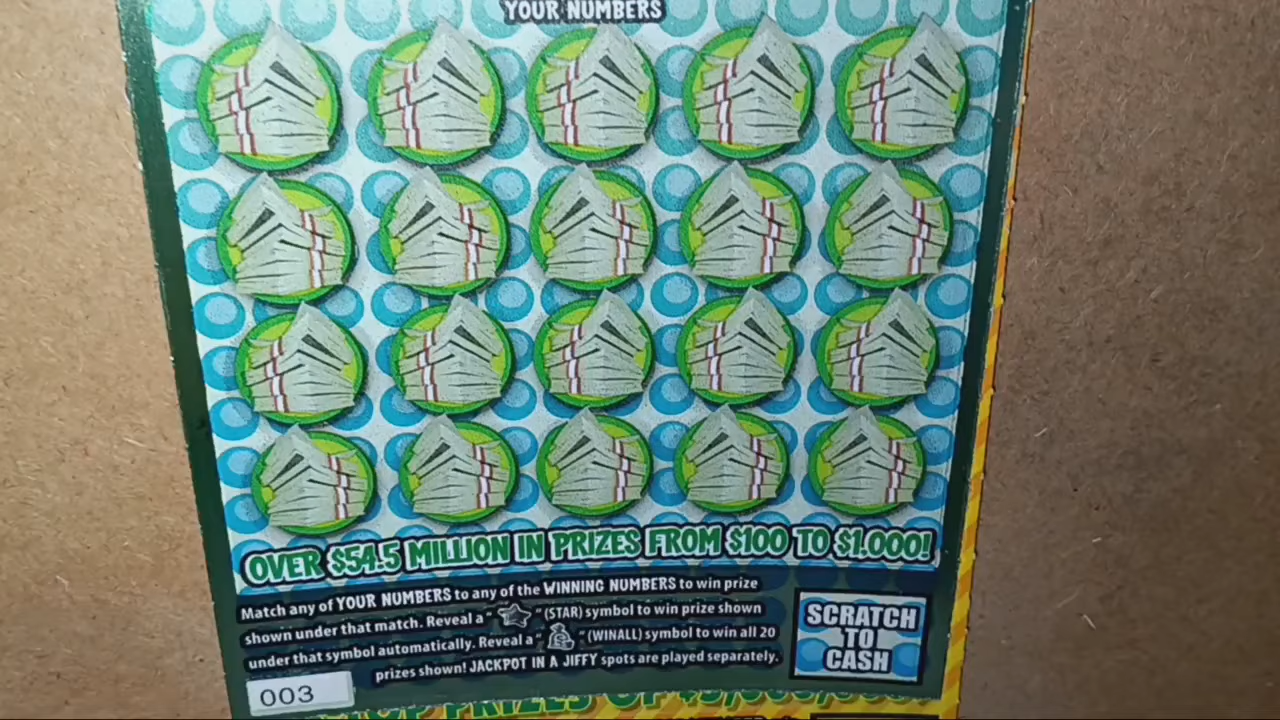 YOUR NUMBERS
OVER $54.5 MILLION IN PRIZES FROM $100 TO $1,000!
Match any of YOUR NUMBERS to any of the WINNING NUMBERS to win prize
shown under that match. Reveal a " " (STAR) symbol to win prize shown
under that symbol automatically. Reveal a " " (WINALL) symbol to win all 20
prizes shown! JACKPOT IN A JIFFY spots are played separately.
SCRATCH
TO
CASH
003
TOP PRIZES OF